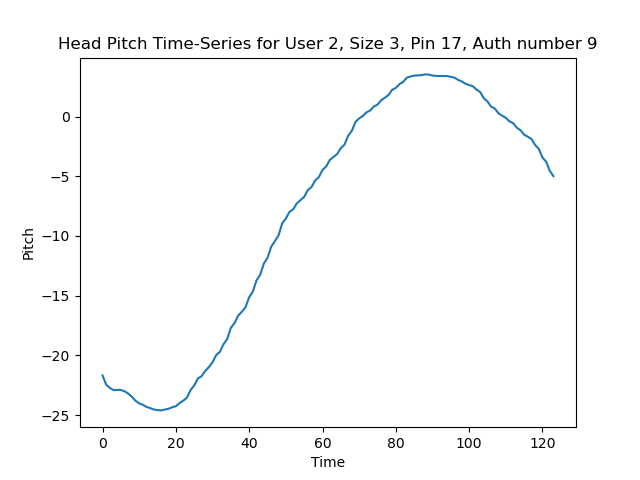 Head Pitch Time-Series for User 2, Size 3, Pin 17, Auth number 9
0
−5
−10
−15
−20
−25
Pitch
0 20 40 60 80 100 120
Time